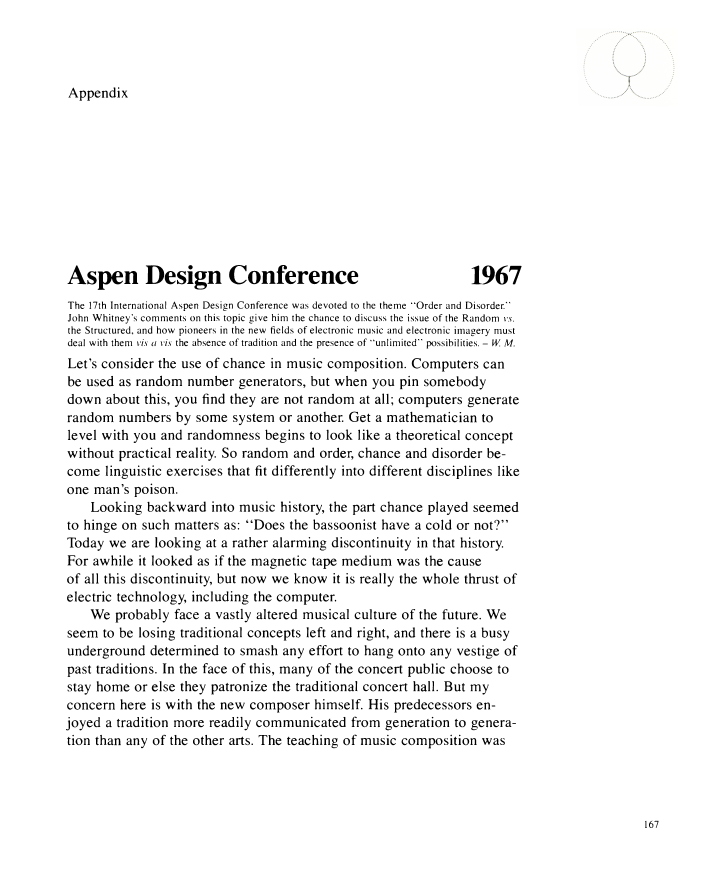 Appendix
Aspen Design Conference 1967
The 17th International Aspen Design Conference was devoted to the theme “Order and Disorder.”
John Whitney’s comments on this topic give him the chance to discuss the issue of the Random vs.
the Structured, and how pioneers in the new fields of electronic music and electronic imagery must
deal with them vis a vis the absence of tradition and the presence of “unlimited” possibilities. – W. M.
Let’s consider the use of chance in music composition. Computers can
be used as random number generators, but when you pin somebody
down about this, you find they are not random at all; computers generate
random numbers by some system or another. Get a mathematician to
level with you and randomness begins to look like a theoretical concept
without practical reality. So random and order, chance and disorder be-
come linguistic exercises that fit differently into different disciplines like
one man’s poison.
Looking backward into music history, the part chance played seemed
to hinge on such matters as: “Does the bassoonist have a cold or not?”
Today we are looking at a rather alarming discontinuity in that history.
For awhile it looked as if the magnetic tape medium was the cause
of all this discontinuity, but now we know it is really the whole thrust of
electric technology, including the computer.
We probably face a vastly altered musical culture of the future. We
seem to be losing traditional concepts left and right, and there is a busy
underground determined to smash any effort to hang onto any vestige of
past traditions. In the face of this, many of the concert public choose to
stay home or else they patronize the traditional concert hall. But my
concern here is with the new composer himself. His predecessors en-
joyed a tradition more readily communicated from generation to genera-
tion than any of the other arts. The teaching of music composition was
167